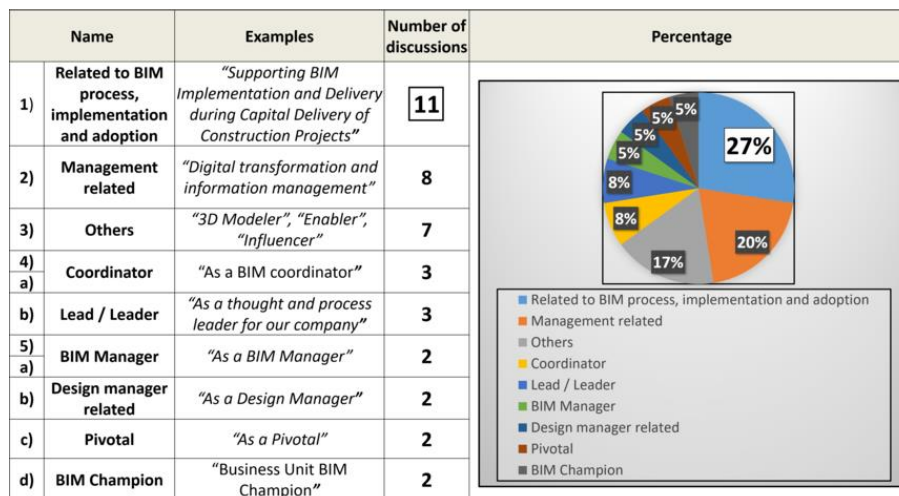 Name Examples Number of discussions Percentage
1) Related to BIM process, implementation and adoption “Supporting BIM Implementation and Delivery during Capital Delivery of Construction Projects” 11
2) Management related “Digital transformation and information management” 8
3) Others “3D Modeler”, “Enabler”, “Influencer” 7
4) a) Coordinator “As a BIM coordinator” 3
b) Lead / Leader “As a thought and process leader for our company” 3
5) a) BIM Manager “As a BIM Manager” 2
b) Design manager related “As a Design Manager” 2
c) Pivotal “As a Pivotal” 2
d) BIM Champion “Business Unit BIM Champion” 2
27%
20%
17%
8%
8%
5%
5%
5%
5%
Related to BIM process, implementation and adoption
Management related
Others
Coordinator
Lead / Leader
BIM Manager
Design manager related
Pivotal
BIM Champion